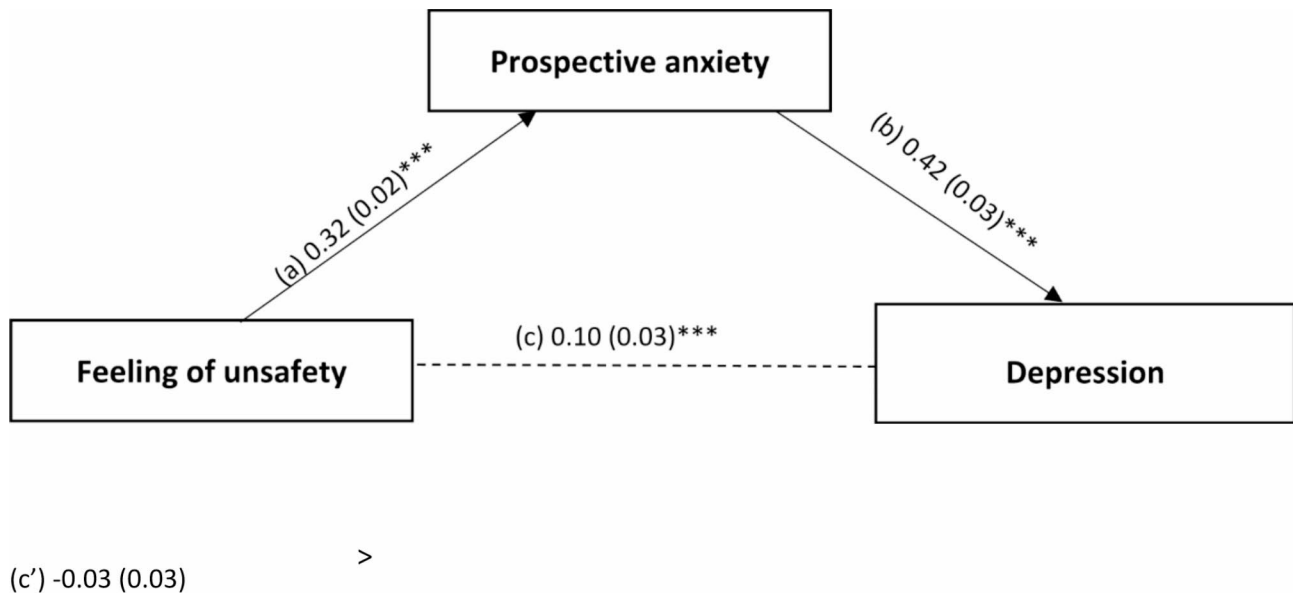 Prospective anxiety
(a) 0.32 (0.02)***
(b) 0.42 (0.03)***
Feeling of unsafety
(c) 0.10 (0.03)***
Depression
>
(c’) -0.03 (0.03)